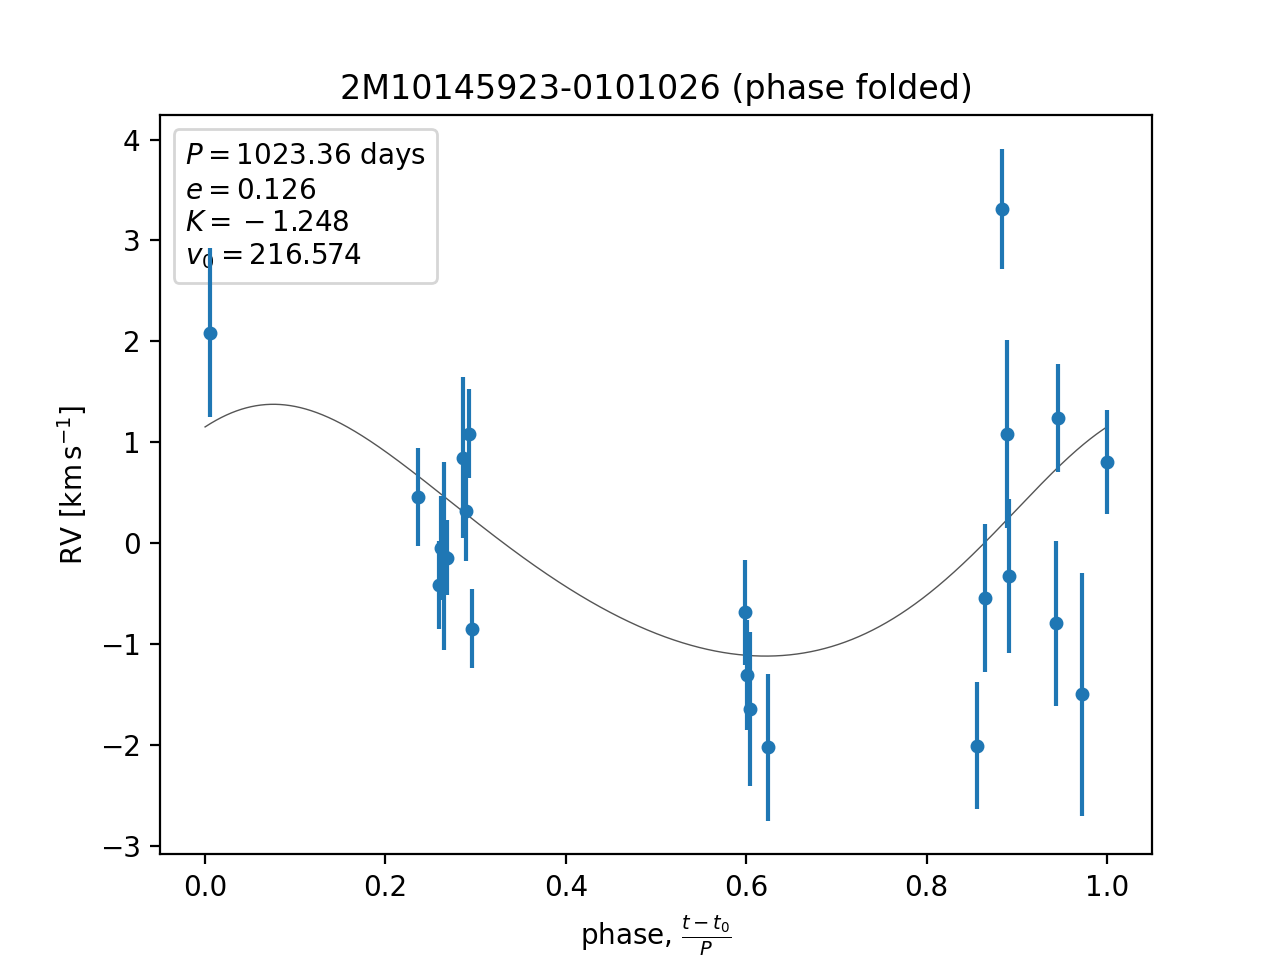 2M10145923-0101026 (phase folded)
P = 1023.36 days
e = 0.126
K = −1.248
v₀ = 216.574
4
3
2
1
0
−1
−2
−3
RV [km s⁻¹]
0.0 0.2 0.4 0.6 0.8 1.0
phase, (t − t₀)/P